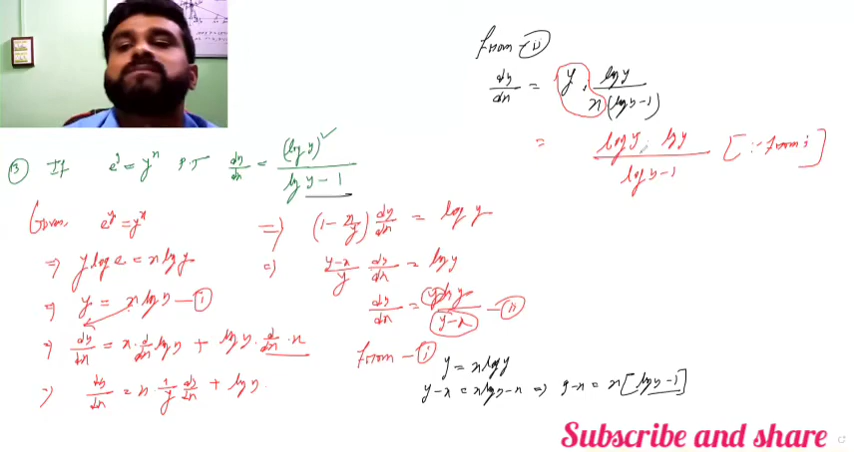 From - ⓘⓘ
dy/dx = y · log y / x(log y - 1)
= log y · log y / log y - 1 [∵ From i]
⑬ If e^y = y^x P.T dy/dx = (log y)² / log y - 1
Given, e^y = y^x
⇒ y log e = x log y
⇒ y = x log y - ⓘ
⇒ dy/dx = x · d/dx log y + log y · d/dx · x
⇒ dy/dx = x · 1/y dy/dx + log y
⇒ (1 - x/y) dy/dx = log y
⇒ y-x/y dy/dx = log y
dy/dx = y log y / y-x - ⓘⓘ
From - ⓘ
y = x log y
y-x = x log y - x ⇒ y-x = x [log y - 1]
Subscribe and share